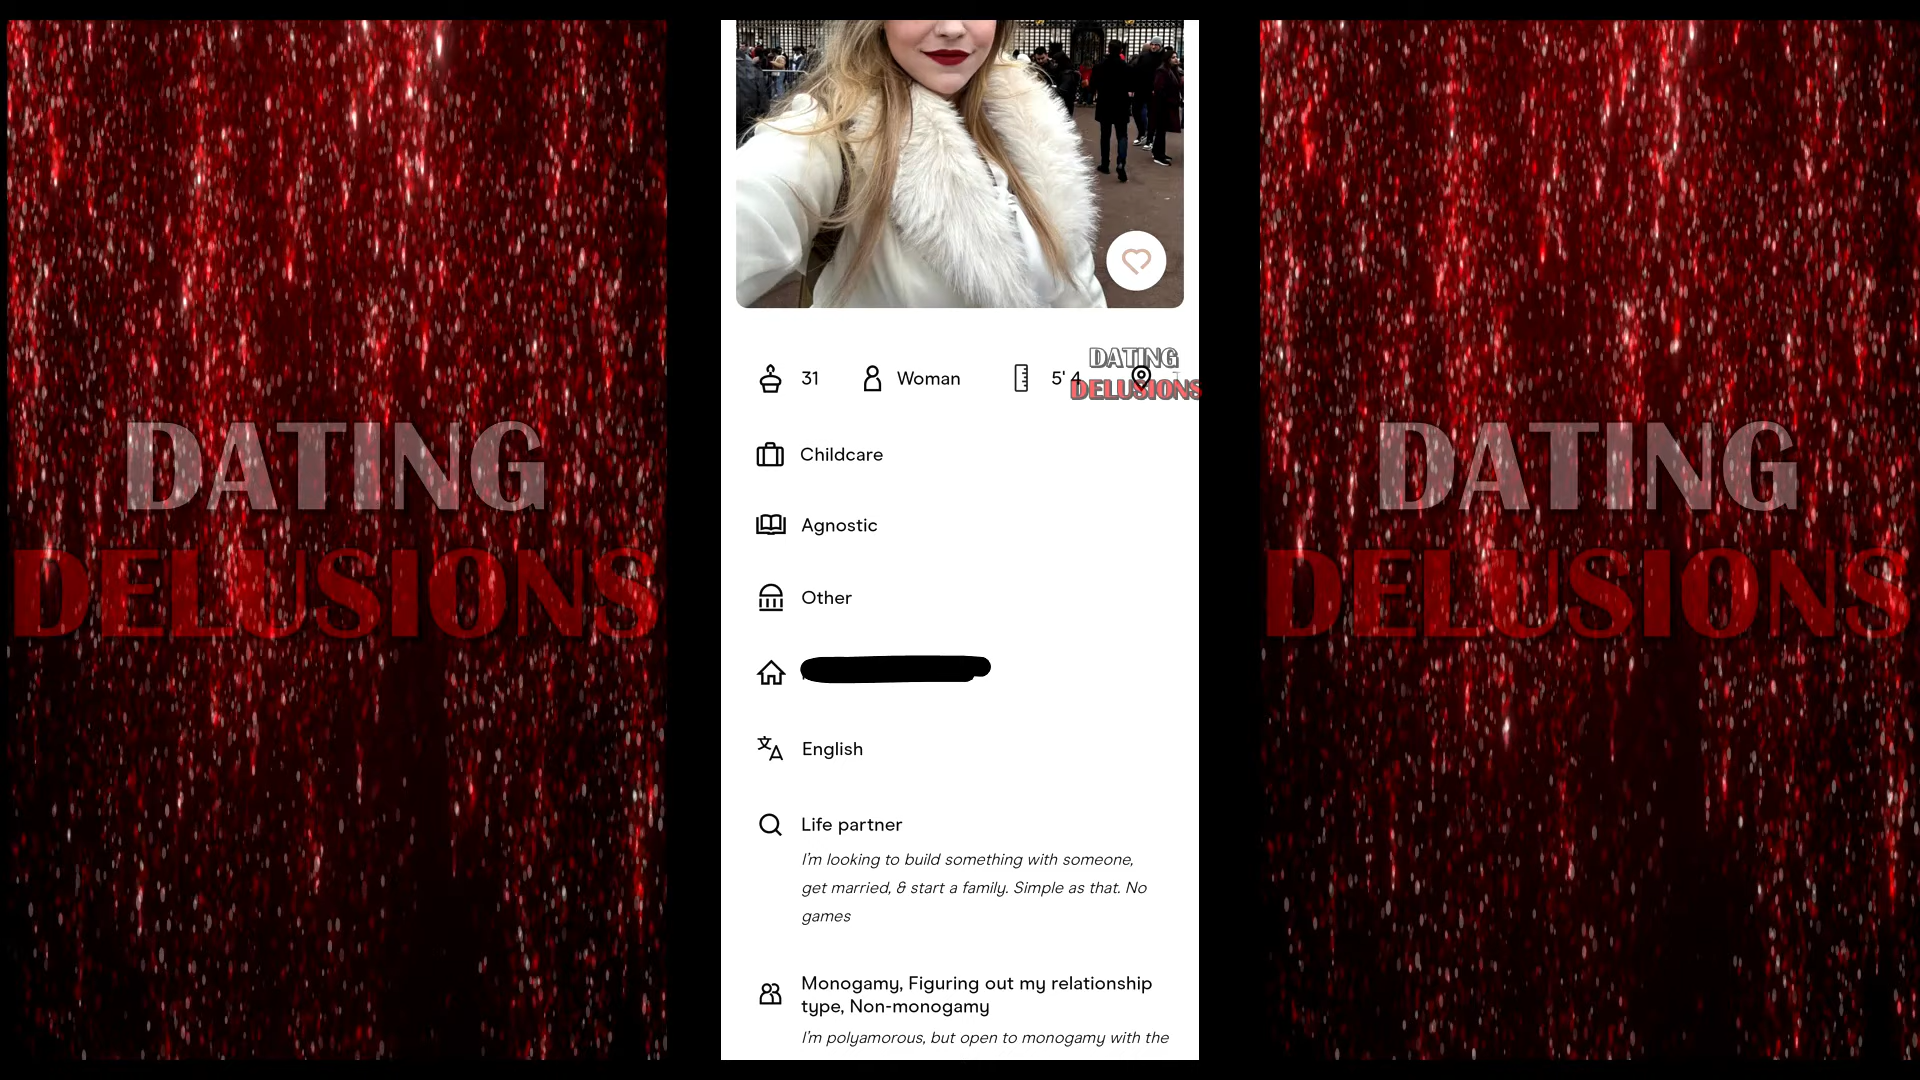 31 Woman 5' 4
DATING
DELUSIONS
Childcare
Agnostic
Other
English
Life partner
I'm looking to build something with someone,
get married, & start a family. Simple as that. No
games
Monogamy, Figuring out my relationship
type, Non-monogamy
I'm polyamorous, but open to monogamy with the
DATING
DELUSIONS
DATING
DELUSIONS